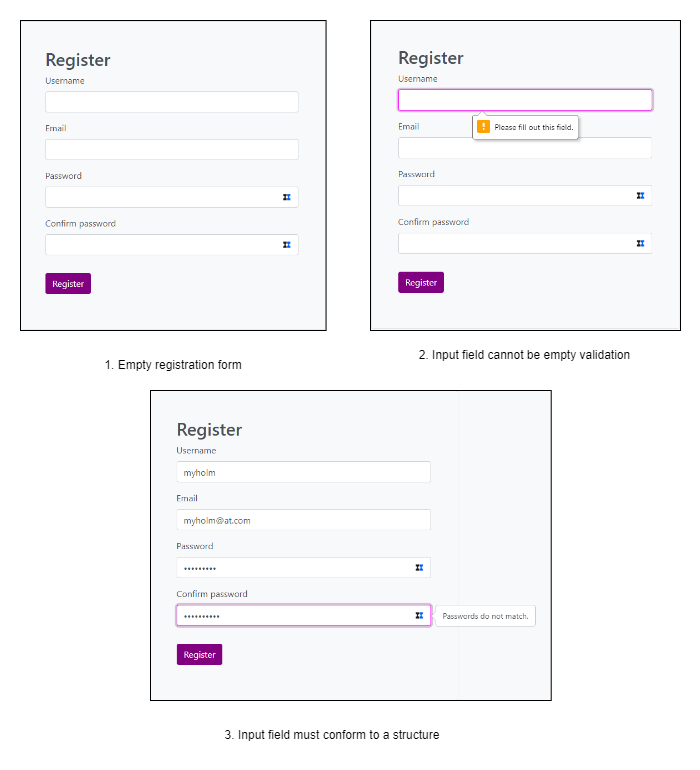 Register
Username
Email
Password
Confirm password
Register
Register
Username
Please fill out this field.
Email
Password
Confirm password
Register
1. Empty registration form
2. Input field cannot be empty validation
Register
Username
myholm
Email
myholm@at.com
Password
•••••••••
Confirm password
••••••••••
Passwords do not match.
Register
3. Input field must conform to a structure